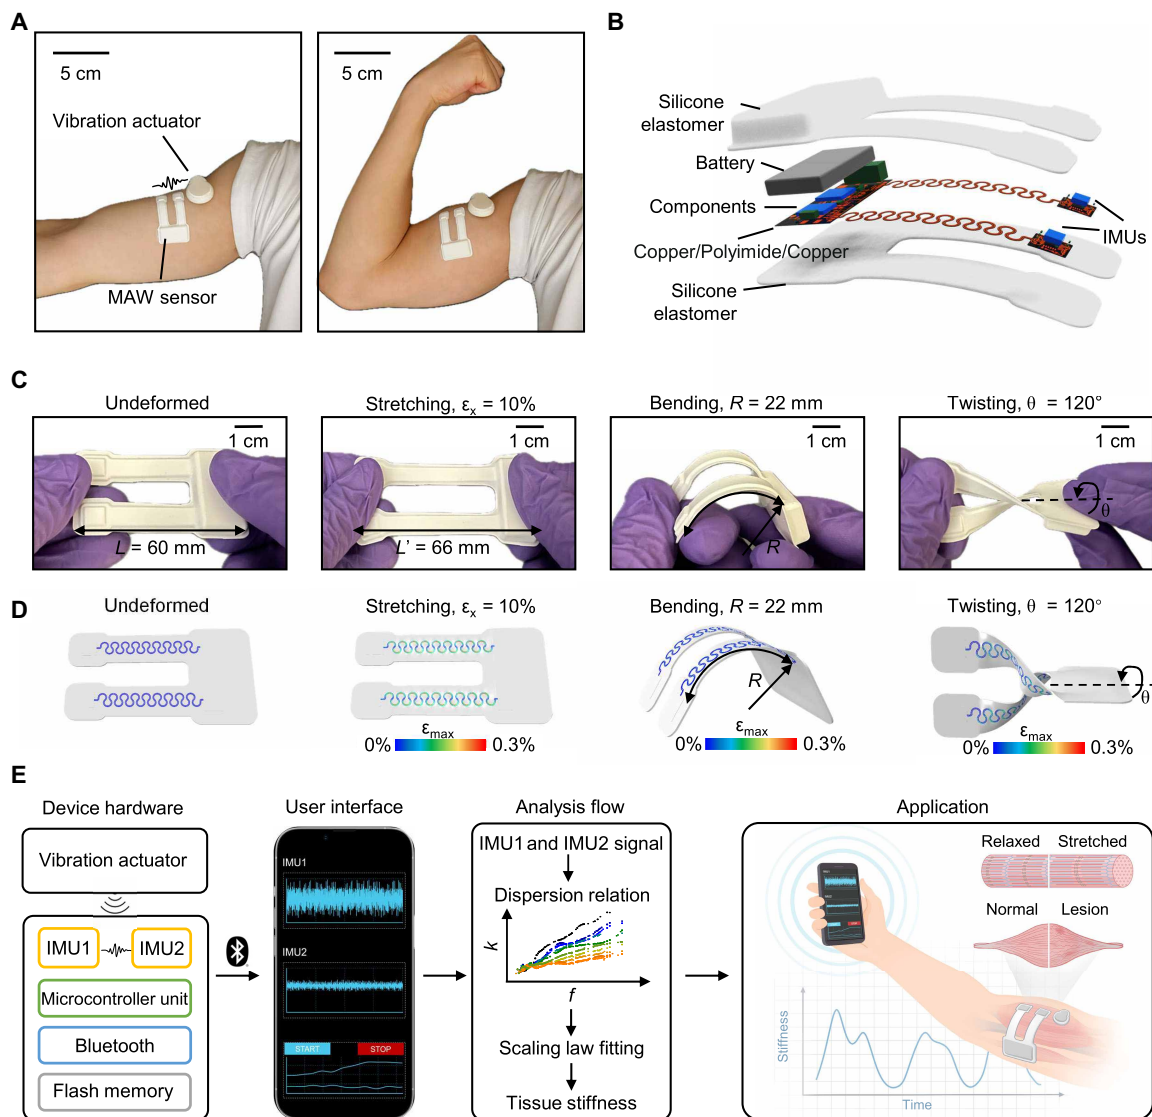 A
5 cm
Vibration actuator
MAW sensor
5 cm
B
Silicone
elastomer
Battery
Components
Copper/Polyimide/Copper
IMUs
Silicone
elastomer
C
Undeformed
1 cm
L = 60 mm
Stretching, εx = 10%
1 cm
L' = 66 mm
Bending, R = 22 mm
1 cm
R
Twisting, θ = 120°
1 cm
θ
D
Undeformed
Stretching, εx = 10%
εmax
0% 0.3%
Bending, R = 22 mm
R
εmax
0% 0.3%
Twisting, θ = 120°
θ
εmax
0% 0.3%
E
Device hardware
Vibration actuator
IMU1 IMU2
Microcontroller unit
Bluetooth
Flash memory
User interface
IMU1
IMU2
START STOP
Analysis flow
IMU1 and IMU2 signal
Dispersion relation
k
f
Scaling law fitting
Tissue stiffness
Application
IMU1
IMU2
Relaxed Stretched
Normal Lesion
Stiffness
Time